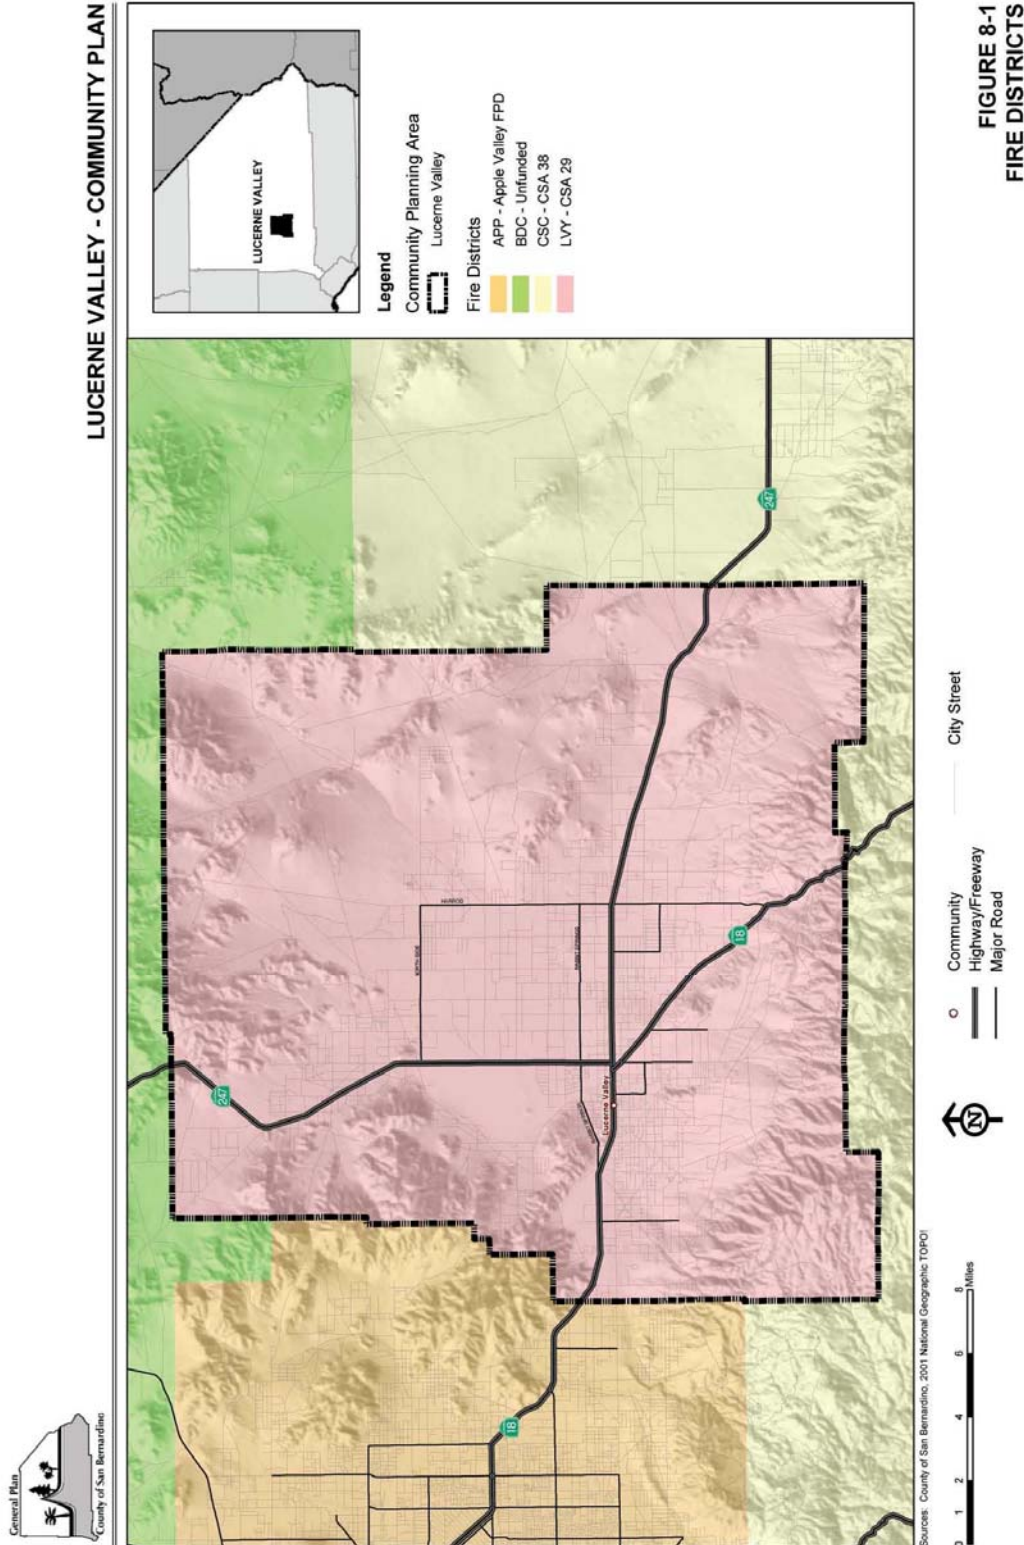 General Plan
County of San Bernardino
LUCERNE VALLEY - COMMUNITY PLAN
LUCERNE VALLEY
Legend
Community Planning Area
Lucerne Valley
Fire Districts
APP - Apple Valley FPD
BDC - Unfunded
CSC - CSA 38
LVY - CSA 29
247
HARROD
NORTH SIDE
Lucerne Valley
18
247
18
Sources: County of San Bernardino, 2001 National Geographic TOPO!
0 1 2 4 6 8
Miles
N
Community
Highway/Freeway
Major Road
City Street
FIGURE 8-1
FIRE DISTRICTS